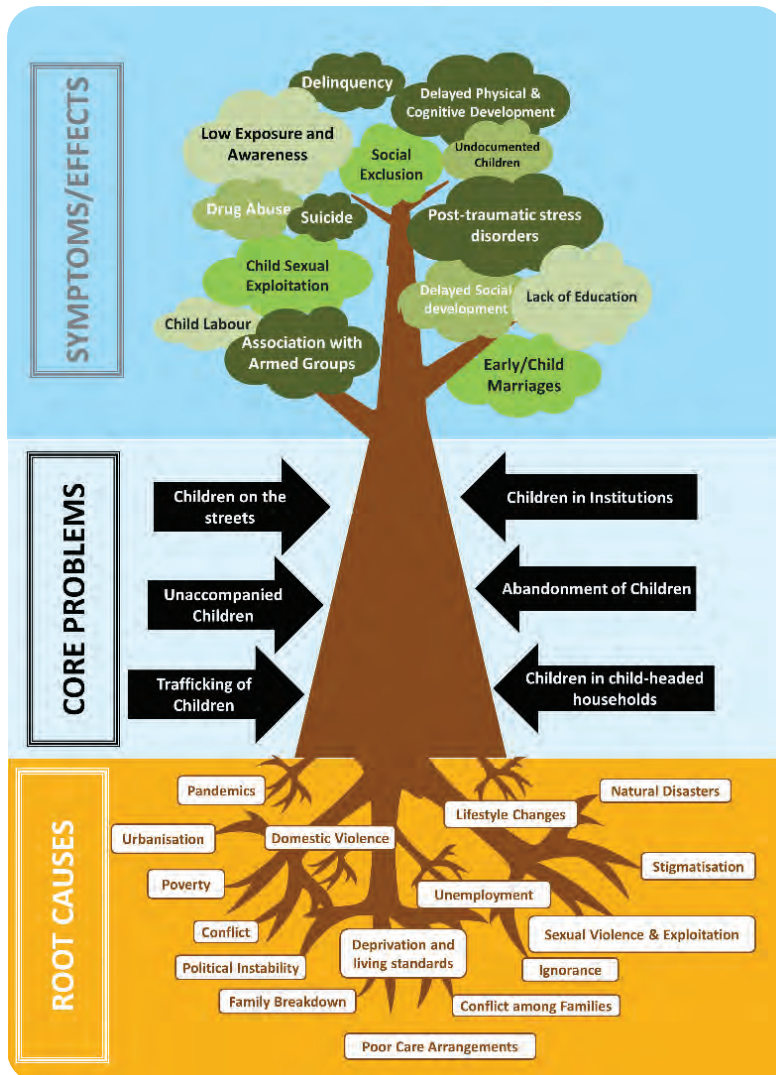 SYMPTOMS/EFFECTS
Delinquency
Delayed Physical &
Cognitive Development
Low Exposure and
Awareness
Social
Exclusion
Undocumented
Children
Drug Abuse
Suicide
Post-traumatic stress
disorders
Child Sexual
Exploitation
Delayed Social
development
Lack of Education
Child Labour
Association with
Armed Groups
Early/Child
Marriages
CORE PROBLEMS
Children on the
streets
Children in Institutions
Unaccompanied
Children
Abandonment of Children
Trafficking of
Children
Children in child-headed
households
ROOT CAUSES
Pandemics
Natural Disasters
Lifestyle Changes
Urbanisation
Domestic Violence
Stigmatisation
Poverty
Unemployment
Conflict
Sexual Violence & Exploitation
Deprivation and
living standards
Political Instability
Ignorance
Family Breakdown
Conflict among Families
Poor Care Arrangements